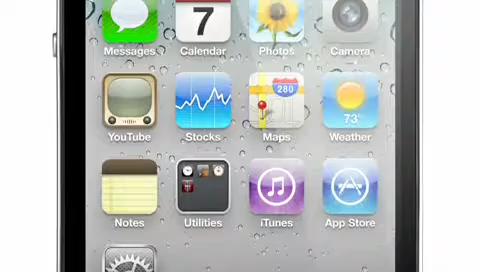 7
Messages Calendar Photos Camera
280
73°
YouTube Stocks Maps Weather
Notes Utilities iTunes App Store